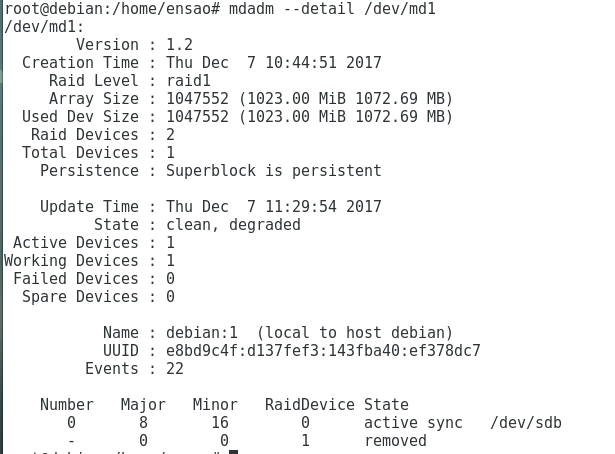 root@debian:/home/ensao# mdadm --detail /dev/md1
/dev/md1:
        Version : 1.2
  Creation Time : Thu Dec  7 10:44:51 2017
     Raid Level : raid1
     Array Size : 1047552 (1023.00 MiB 1072.69 MB)
  Used Dev Size : 1047552 (1023.00 MiB 1072.69 MB)
   Raid Devices : 2
  Total Devices : 1
    Persistence : Superblock is persistent

    Update Time : Thu Dec  7 11:29:54 2017
          State : clean, degraded
 Active Devices : 1
Working Devices : 1
 Failed Devices : 0
  Spare Devices : 0

           Name : debian:1  (local to host debian)
           UUID : e8bd9c4f:d137fef3:143fba40:ef378dc7
         Events : 22

    Number   Major   Minor   RaidDevice State
       0       8       16        0      active sync   /dev/sdb
       -       0        0        1      removed